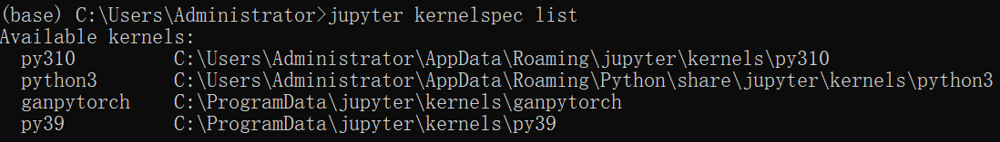 (base) C:\Users\Administrator>jupyter kernelspec list
Available kernels:
  py310         C:\Users\Administrator\AppData\Roaming\jupyter\kernels\py310
  python3       C:\Users\Administrator\AppData\Roaming\Python\share\jupyter\kernels\python3
  ganpytorch    C:\ProgramData\jupyter\kernels\ganpytorch
  py39          C:\ProgramData\jupyter\kernels\py39